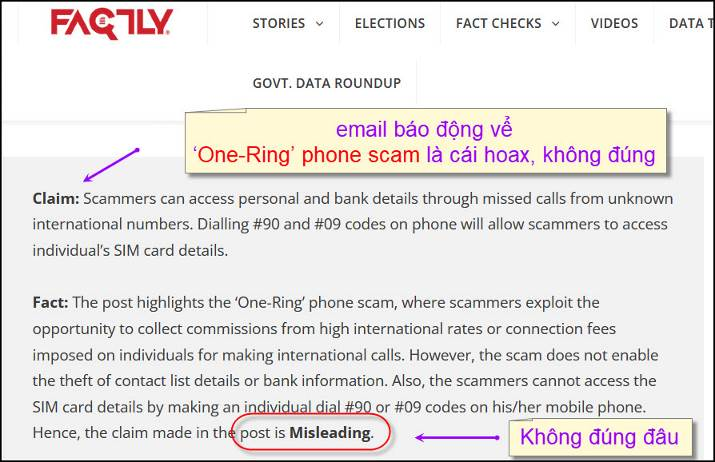 FACTLY
STORIES ELECTIONS FACT CHECKS VIDEOS DATA T
GOVT. DATA ROUNDUP
email báo động về
‘One-Ring’ phone scam là cái hoax, không đúng
Claim: Scammers can access personal and bank details through missed calls from unknown
international numbers. Dialling #90 and #09 codes on phone will allow scammers to access
individual’s SIM card details.
Fact: The post highlights the ‘One-Ring’ phone scam, where scammers exploit the
opportunity to collect commissions from high international rates or connection fees
imposed on individuals for making international calls. However, the scam does not enable
the theft of contact list details or bank information. Also, the scammers cannot access the
SIM card details by making an individual dial #90 or #09 codes on his/her mobile phone.
Hence, the claim made in the post is Misleading.
Không đúng đâu